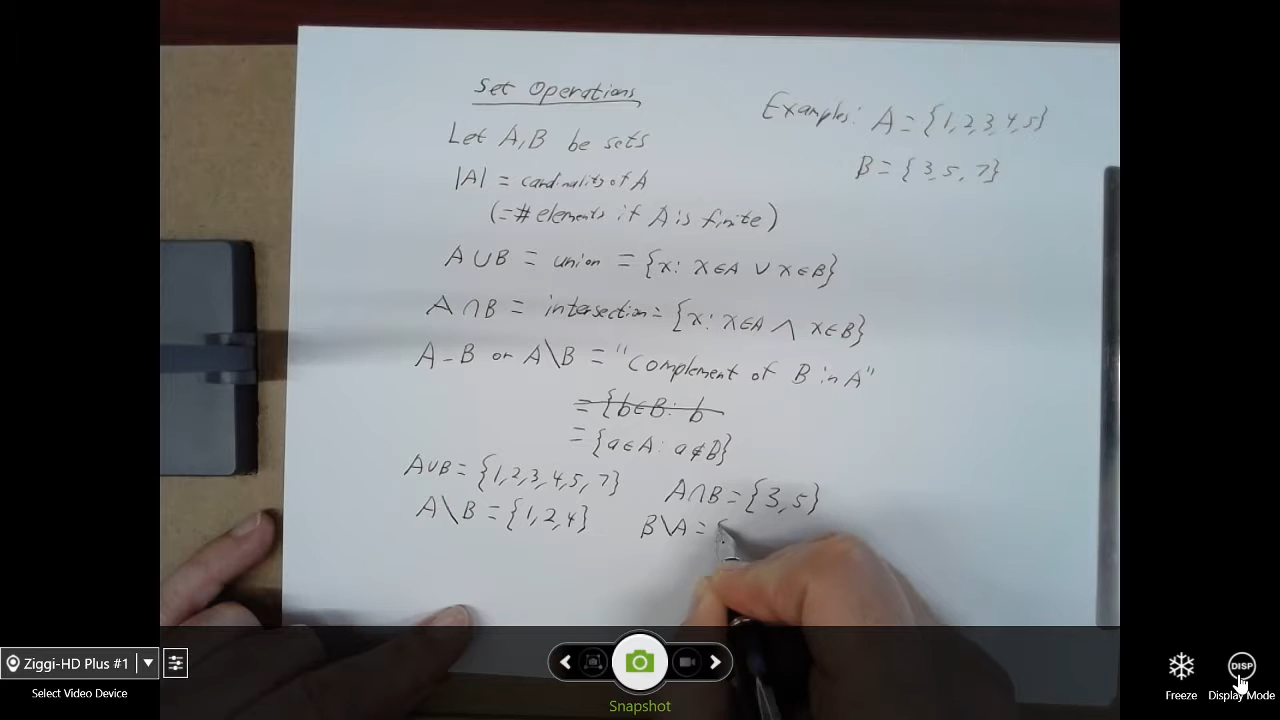 Set Operations
Let A,B be sets
|A| = cardinality of A
(=# elements if A is finite)
A∪B = union = {x: x∈A ∨ x∈B}
A∩B = intersection = {x: x∈A ∧ x∈B}
A-B or A\B = "Complement of B in A"
= {b∈B: b
= {a∈A: a∉B}
Examples: A = {1,2,3,4,5}
B = {3,5,7}
A∪B = {1,2,3,4,5,7}
A∩B = {3,5}
A\B = {1,2,4}
B\A = {
Ziggi-HD Plus #1
Select Video Device
Snapshot
Freeze
DISP
Display Mode